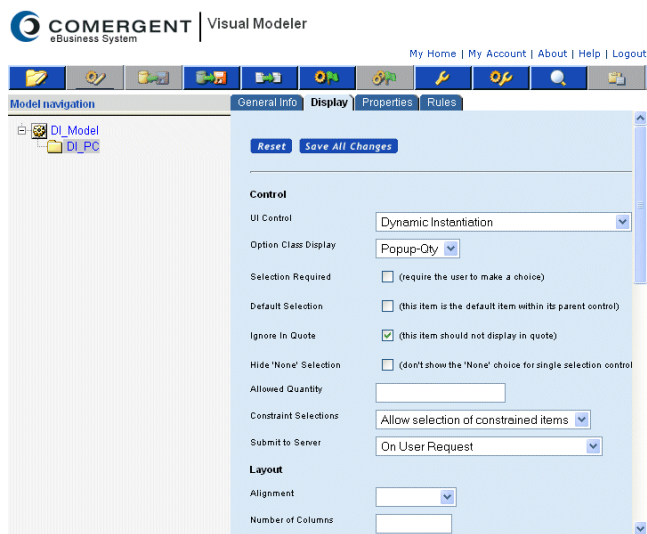 COMERGENT Visual Modeler
eBusiness System
My Home | My Account | About | Help | Logout
Model navigation
General Info Display Properties Rules
DI_Model
DI_PC
Reset Save All Changes
Control
UI Control Dynamic Instantiation
Option Class Display Popup-Qty
Selection Required (require the user to make a choice)
Default Selection (this item is the default item within its parent control)
Ignore In Quote (this item should not display in quote)
Hide 'None' Selection (don't show the 'None' choice for single selection control
Allowed Quantity
Constraint Selections Allow selection of constrained items
Submit to Server On User Request
Layout
Alignment
Number of Columns